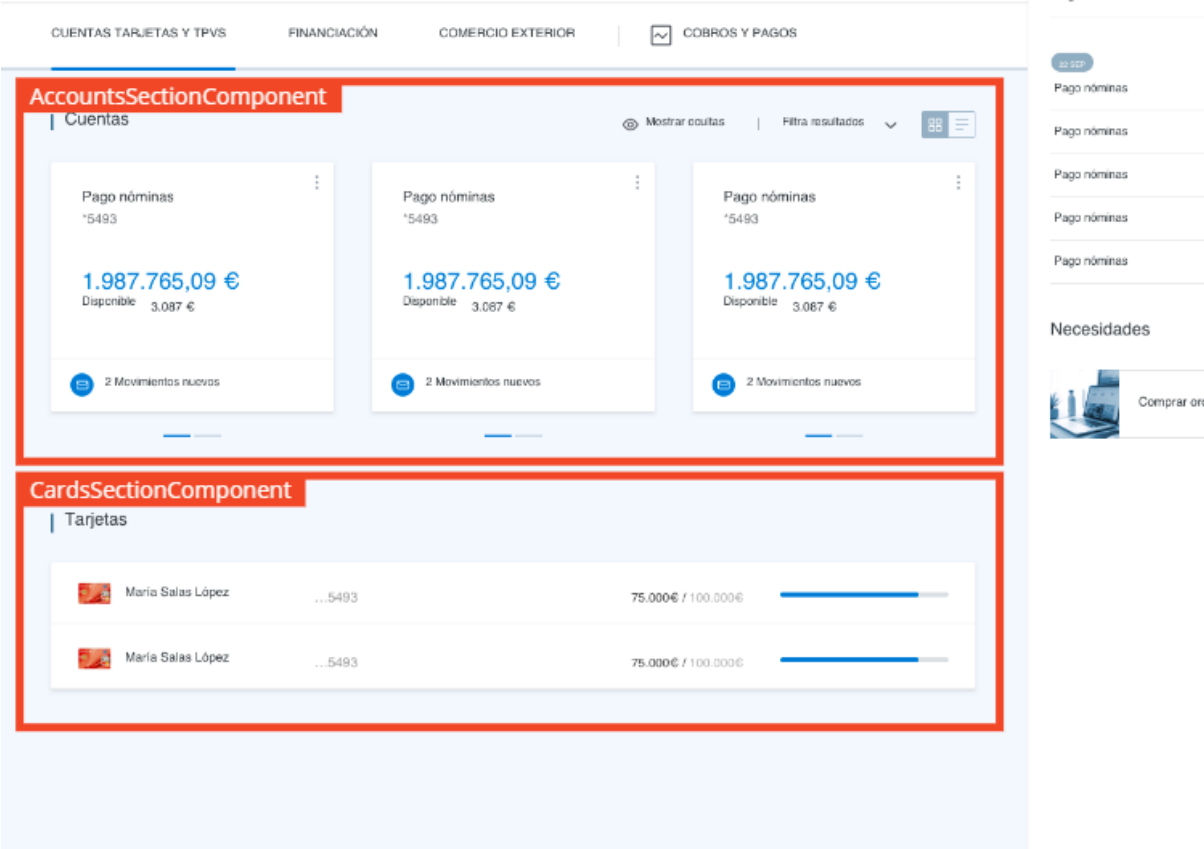 CUENTAS TARJETAS Y TPVS FINANCIACIÓN COMERCIO EXTERIOR COBROS Y PAGOS
AccountsSectionComponent
Cuentas Mostrar ocultas | Filtra resultados
Pago nóminas Pago nóminas Pago nóminas
*5493 *5493 *5493
1.987.765,09 € 1.987.765,09 € 1.987.765,09 €
Disponible 3.087 € Disponible 3.087 € Disponible 3.087 €
2 Movimientos nuevos 2 Movimientos nuevos 2 Movimientos nuevos
CardsSectionComponent
Tarjetas
María Salas López ...5493 75.000€ / 100.000€
María Salas López ...5493 75.000€ / 100.000€
Pago nóminas
Pago nóminas
Pago nóminas
Pago nóminas
Pago nóminas
Necesidades
Comprar